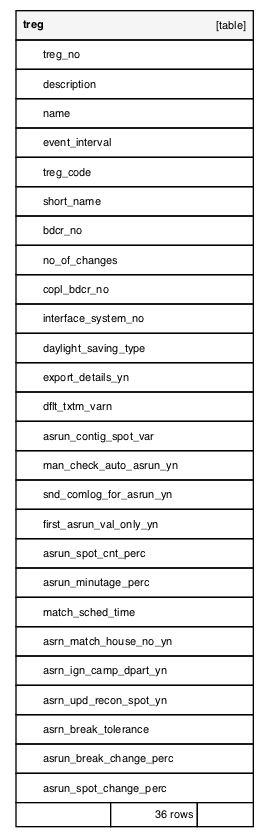 treg [table]
treg_no
description
name
event_interval
treg_code
short_name
bdcr_no
no_of_changes
copl_bdcr_no
interface_system_no
daylight_saving_type
export_details_yn
dflt_txtm_varn
asrun_contig_spot_var
man_check_auto_asrun_yn
snd_comlog_for_asrun_yn
first_asrun_val_only_yn
asrun_spot_cnt_perc
asrun_minutage_perc
match_sched_time
asrn_match_house_no_yn
asrn_ign_camp_dpart_yn
asrn_upd_recon_spot_yn
asrn_break_tolerance
asrun_break_change_perc
asrun_spot_change_perc
36 rows